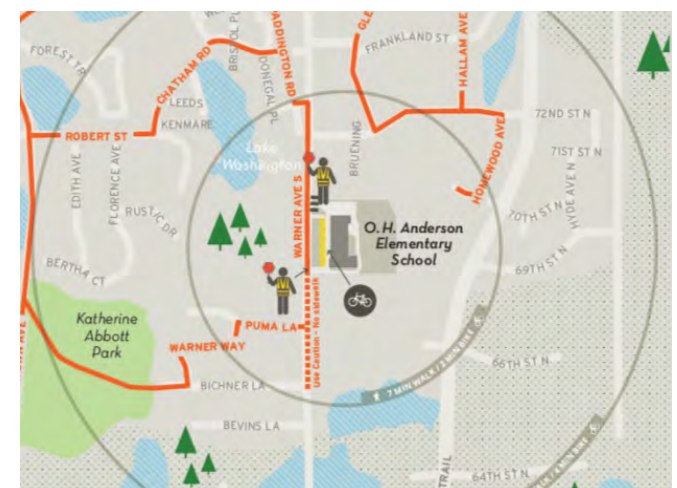 FOREST TR
CHATHAM RD
BRISTOL PL
ADDINGTON RD
DONEGAL PL
FRANKLAND ST
HALLAM AVE
LEEDS
KENMARE
ROBERT ST
72ND ST N
Lake
Washington
BRUENING
71ST ST N
EDITH AVE
FLORENCE AVE
HOMEWOOD AVE
HYDE AVE N
RUSTIC DR
WARNER AVE S
70TH ST N
O. H. Anderson
Elementary
School
BERTHA CT
69TH ST N
Katherine
Abbott
Park
PUMA LA
Use Caution - No sidewalk
WARNER WAY
66TH ST N
BICHNER LA
7 MIN WALK / 3 MIN BIKE
BEVINS LA
TRAIL
64TH ST N